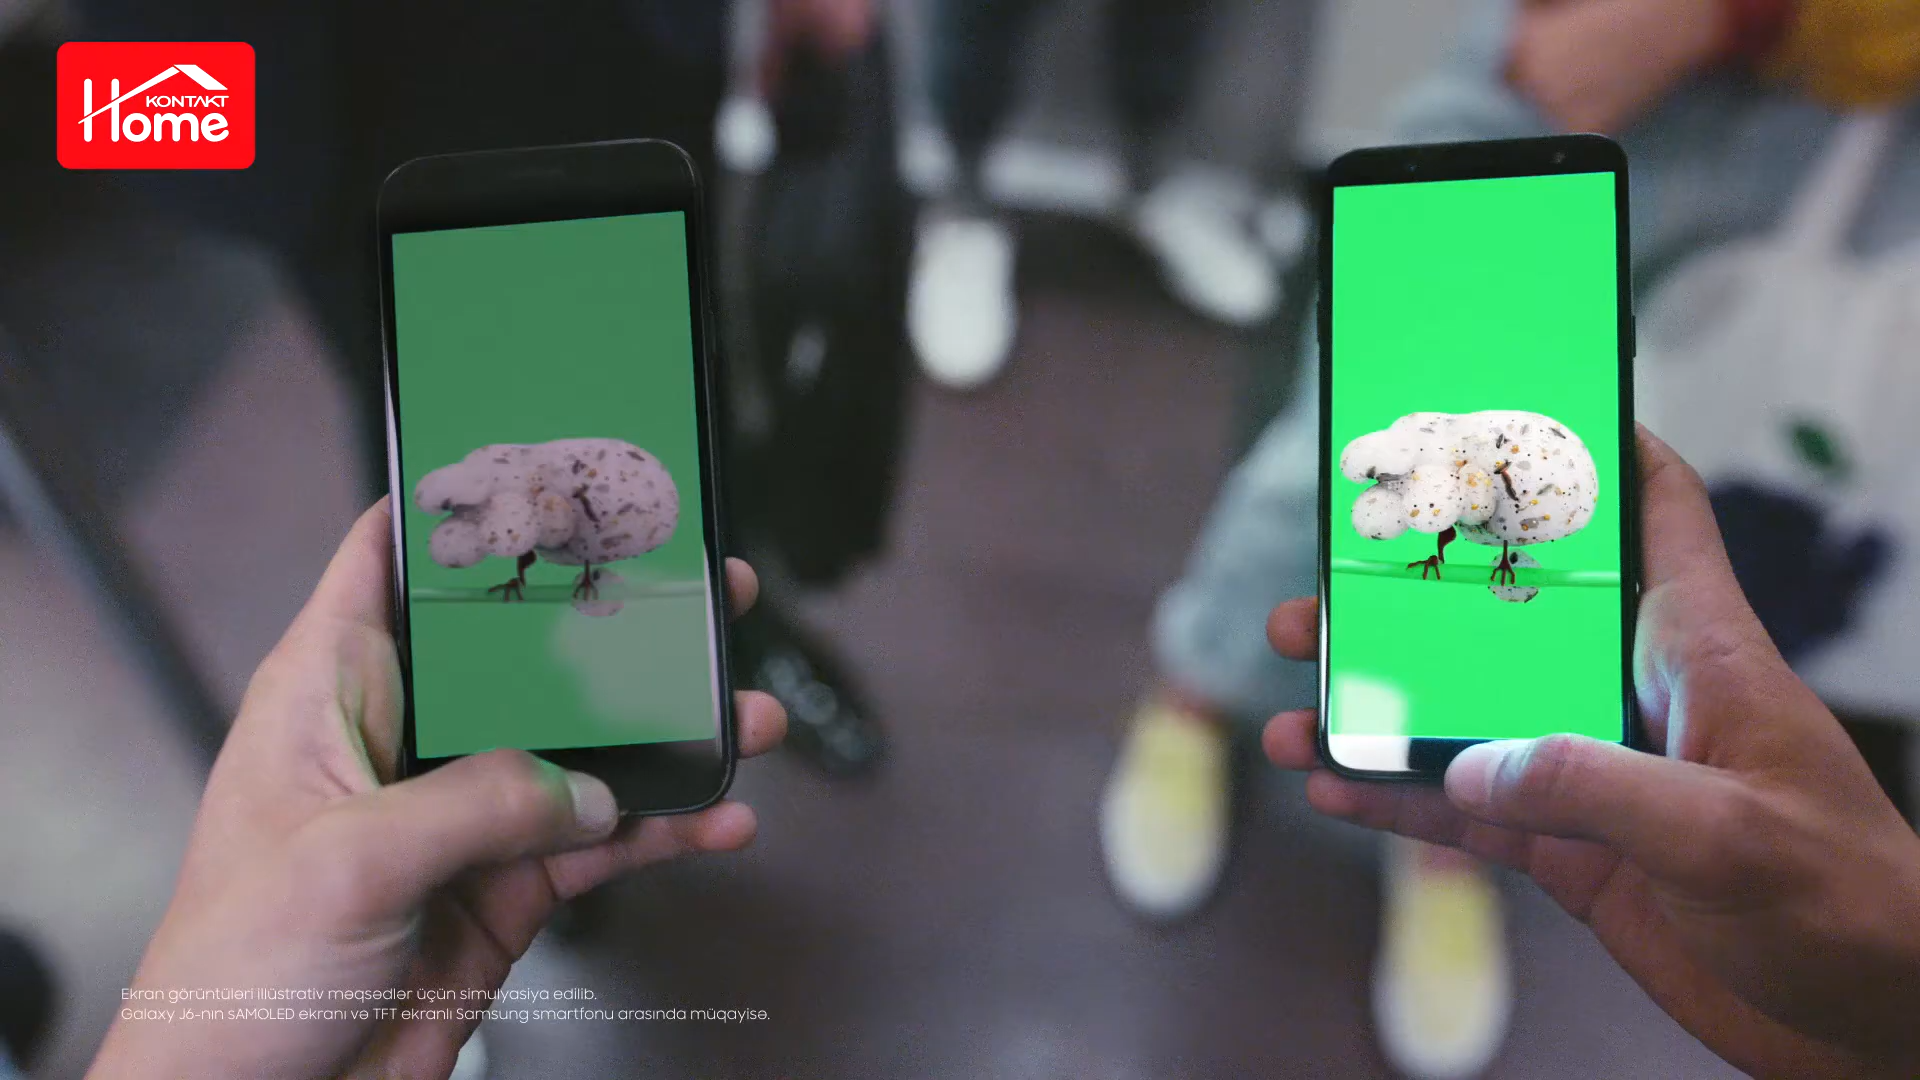 KONTAKT
Home
Ekran görüntüləri illüstrativ məqsədlər üçün simulyasiya edilib.
Galaxy J6-nın sAMOLED ekranı və TFT ekranlı Samsung smartfonu arasında müqayisə.